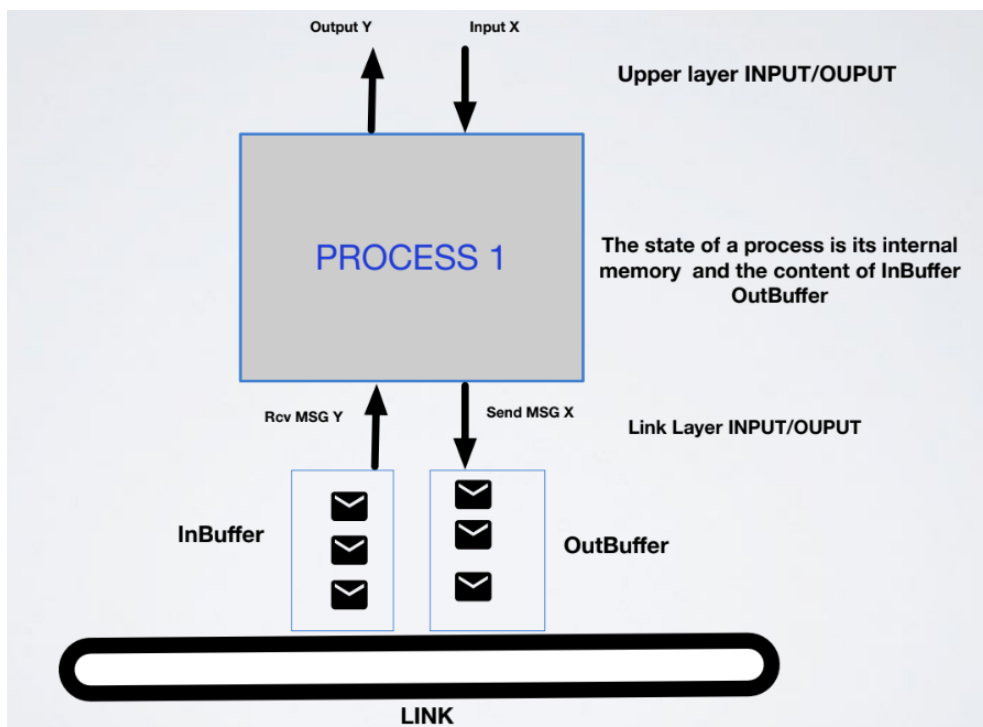 Output Y
Input X
Upper layer INPUT/OUPUT
PROCESS 1
The state of a process is its internal
memory and the content of InBuffer
OutBuffer
Rcv MSG Y
Send MSG X
Link Layer INPUT/OUPUT
InBuffer
OutBuffer
LINK